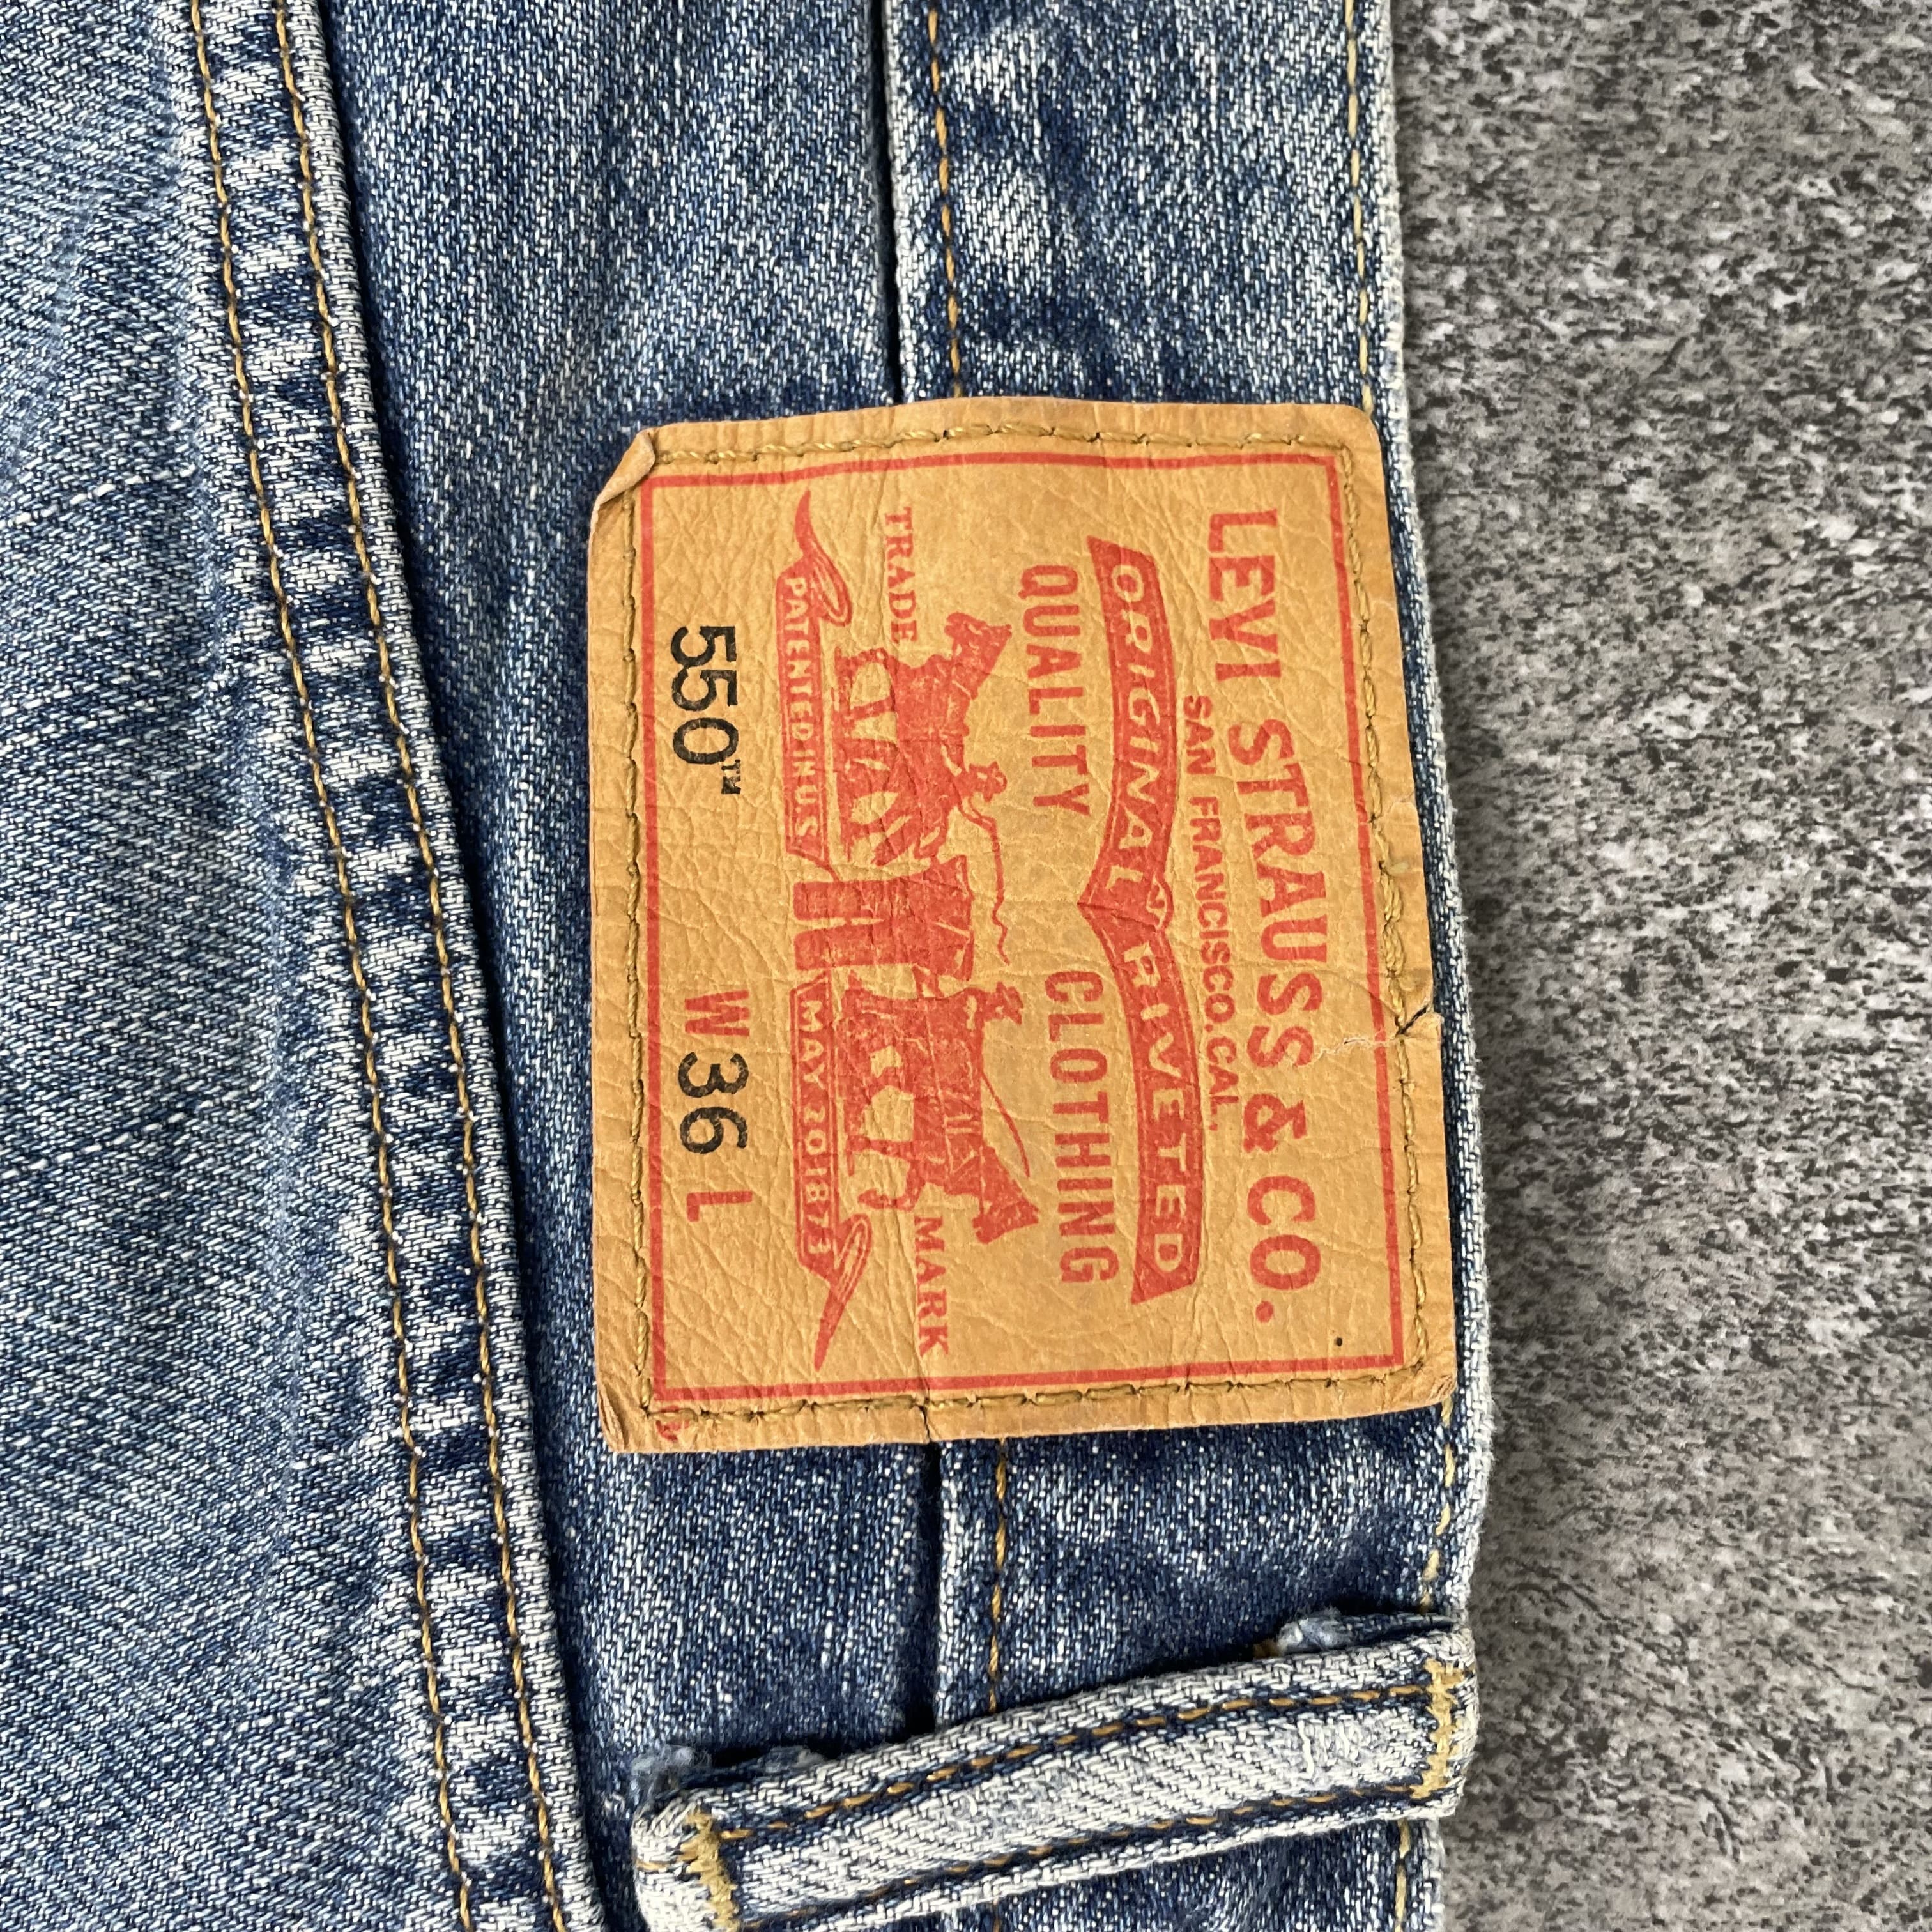 LEVI STRAUSS & CO.
SAN FRANCISCO. CAL.,
ORIGINAL RIVETED
QUALITY CLOTHING
TRADE MARK
PATENTED IN U.S. MAY 20 1873
550™ W 36 L